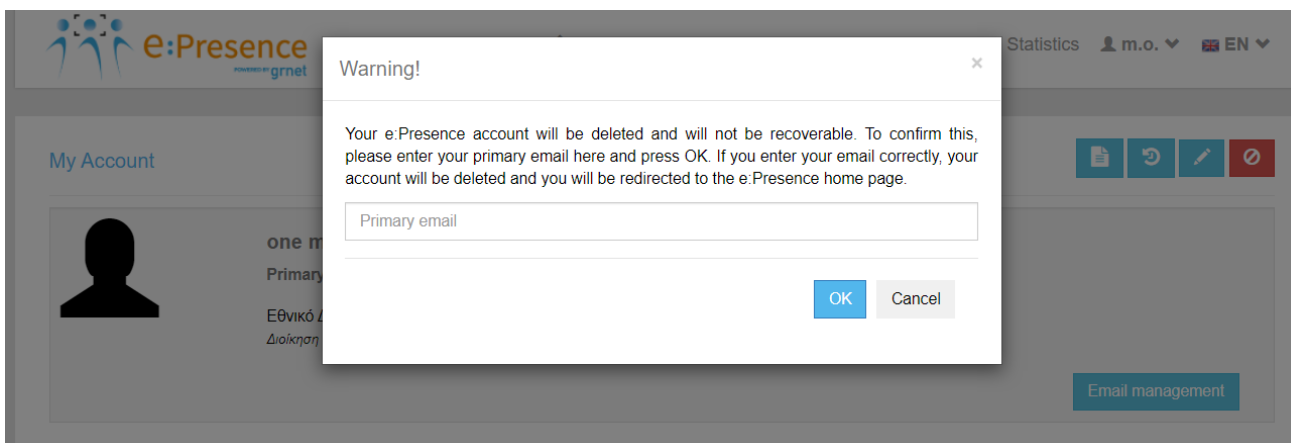 e:Presence
POWERED BY grnet
Statistics m.o. EN
Warning! ×
Your e:Presence account will be deleted and will not be recoverable. To confirm this,
please enter your primary email here and press OK. If you enter your email correctly, your
account will be deleted and you will be redirected to the e:Presence home page.
My Account
Primary email
one m
Primary
Εθνικό
Διοίκηση
OK Cancel
Email management